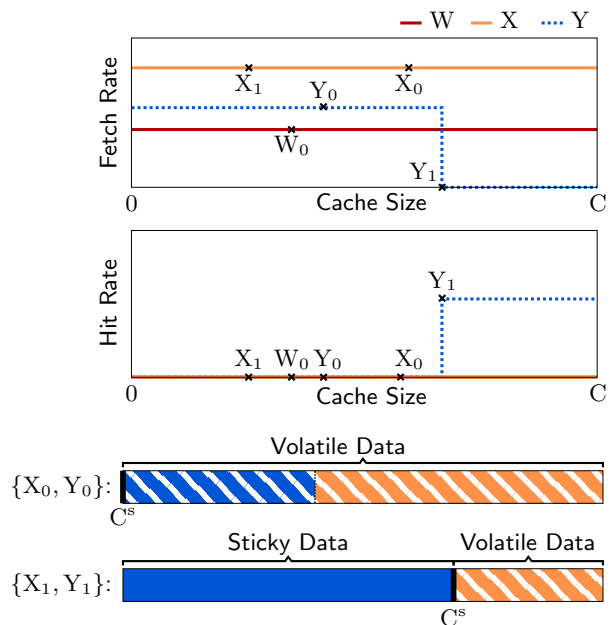 W X Y
Fetch Rate
X₁ Y₀ X₀
W₀
Y₁
0 Cache Size C
Hit Rate
Y₁
X₁ W₀ Y₀ X₀
0 Cache Size C
Volatile Data
{X₀, Y₀}:
Cˢ
Sticky Data Volatile Data
{X₁, Y₁}:
Cˢ